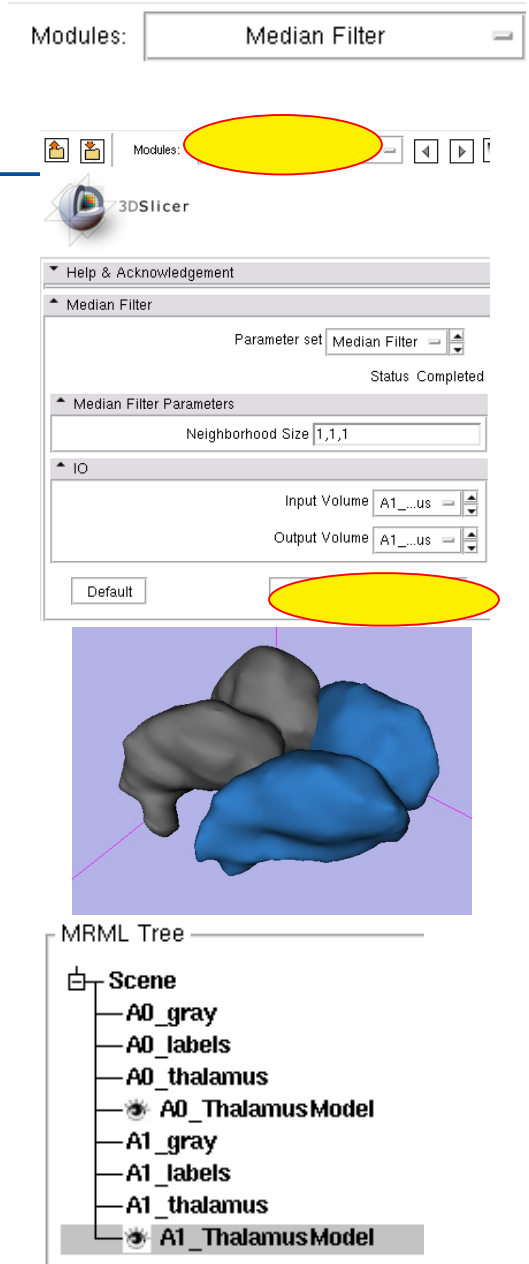 Modules: Median Filter
Modules:
3DSlicer
Help & Acknowledgement
Median Filter
Parameter set Median Filter
Status Completed
Median Filter Parameters
Neighborhood Size 1,1,1
IO
Input Volume A1_...us
Output Volume A1_...us
Default
MRML Tree
Scene
A0_gray
A0_labels
A0_thalamus
A0_ThalamusModel
A1_gray
A1_labels
A1_thalamus
A1_ThalamusModel